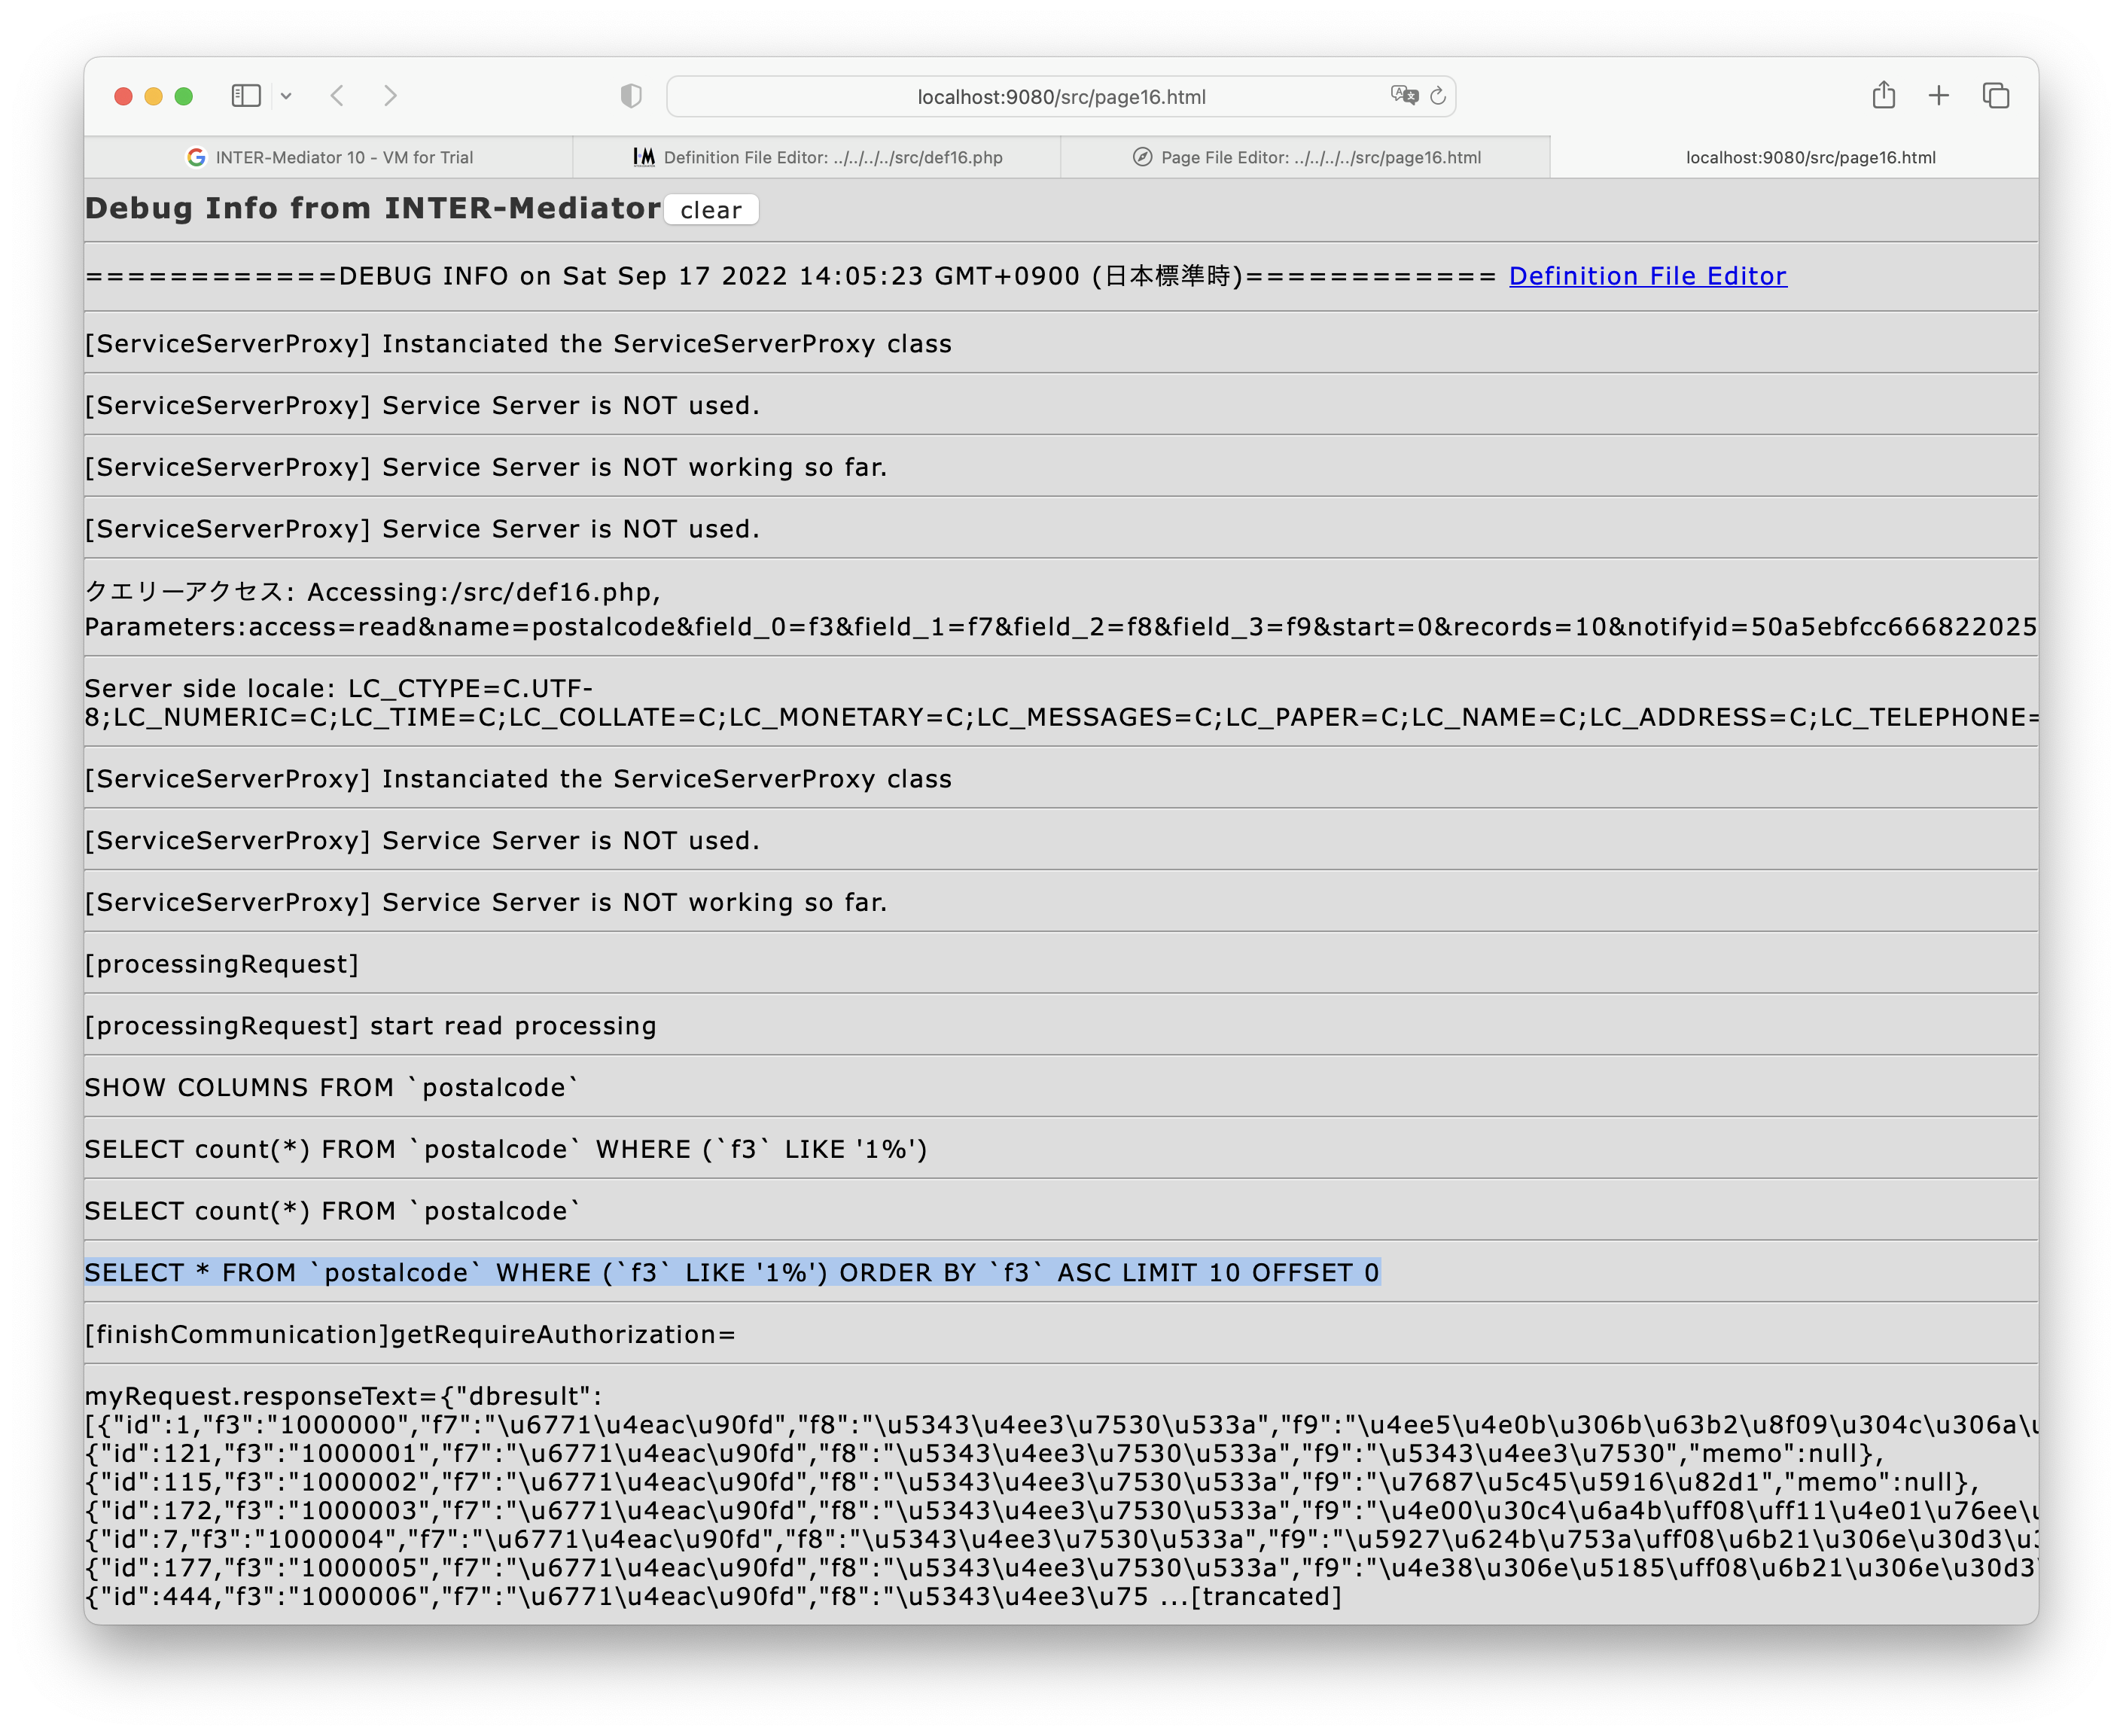 localhost:9080/src/page16.html
INTER-Mediator 10 - VM for Trial
Definition File Editor: ../../../../src/def16.php
Page File Editor: ../../../../src/page16.html
localhost:9080/src/page16.html
Debug Info from INTER-Mediator clear
============DEBUG INFO on Sat Sep 17 2022 14:05:23 GMT+0900 (日本標準時)============ Definition File Editor
[ServiceServerProxy] Instanciated the ServiceServerProxy class
[ServiceServerProxy] Service Server is NOT used.
[ServiceServerProxy] Service Server is NOT working so far.
[ServiceServerProxy] Service Server is NOT used.
クエリーアクセス: Accessing:/src/def16.php,
Parameters:access=read&name=postalcode&field_0=f3&field_1=f7&field_2=f8&field_3=f9&start=0&records=10&notifyid=50a5ebfcc666822025
Server side locale: LC_CTYPE=C.UTF-
8;LC_NUMERIC=C;LC_TIME=C;LC_COLLATE=C;LC_MONETARY=C;LC_MESSAGES=C;LC_PAPER=C;LC_NAME=C;LC_ADDRESS=C;LC_TELEPHONE=
[ServiceServerProxy] Instanciated the ServiceServerProxy class
[ServiceServerProxy] Service Server is NOT used.
[ServiceServerProxy] Service Server is NOT working so far.
[processingRequest]
[processingRequest] start read processing
SHOW COLUMNS FROM `postalcode`
SELECT count(*) FROM `postalcode` WHERE (`f3` LIKE '1%')
SELECT count(*) FROM `postalcode`
SELECT * FROM `postalcode` WHERE (`f3` LIKE '1%') ORDER BY `f3` ASC LIMIT 10 OFFSET 0
[finishCommunication]getRequireAuthorization=
myRequest.responseText={"dbresult":
[{"id":1,"f3":"1000000","f7":"\u6771\u4eac\u90fd","f8":"\u5343\u4ee3\u7530\u533a","f9":"\u4ee5\u4e0b\u306b\u63b2\u8f09\u304c\u306a\u
{"id":121,"f3":"1000001","f7":"\u6771\u4eac\u90fd","f8":"\u5343\u4ee3\u7530\u533a","f9":"\u5343\u4ee3\u7530","memo":null},
{"id":115,"f3":"1000002","f7":"\u6771\u4eac\u90fd","f8":"\u5343\u4ee3\u7530\u533a","f9":"\u7687\u5c45\u5916\u82d1","memo":null},
{"id":172,"f3":"1000003","f7":"\u6771\u4eac\u90fd","f8":"\u5343\u4ee3\u7530\u533a","f9":"\u4e00\u30c4\u6a4b\uff08\uff11\u4e01\u76ee\u
{"id":7,"f3":"1000004","f7":"\u6771\u4eac\u90fd","f8":"\u5343\u4ee3\u7530\u533a","f9":"\u5927\u624b\u753a\uff08\u6b21\u306e\u30d3\u
{"id":177,"f3":"1000005","f7":"\u6771\u4eac\u90fd","f8":"\u5343\u4ee3\u7530\u533a","f9":"\u4e38\u306e\u5185\uff08\u6b21\u306e\u30d3
{"id":444,"f3":"1000006","f7":"\u6771\u4eac\u90fd","f8":"\u5343\u4ee3\u75 ...[trancated]